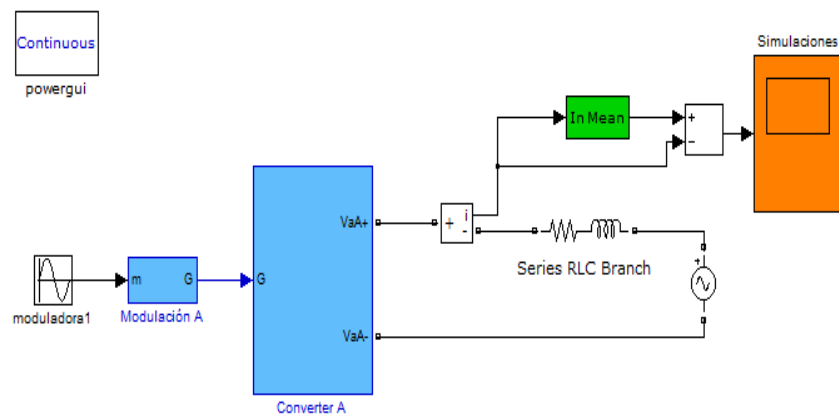 Continuous
powergui
Simulaciones
In Mean
+
−
VaA+
+
i
-
Series RLC Branch
+
m
G
G
moduladora1
Modulación A
VaA-
Converter A